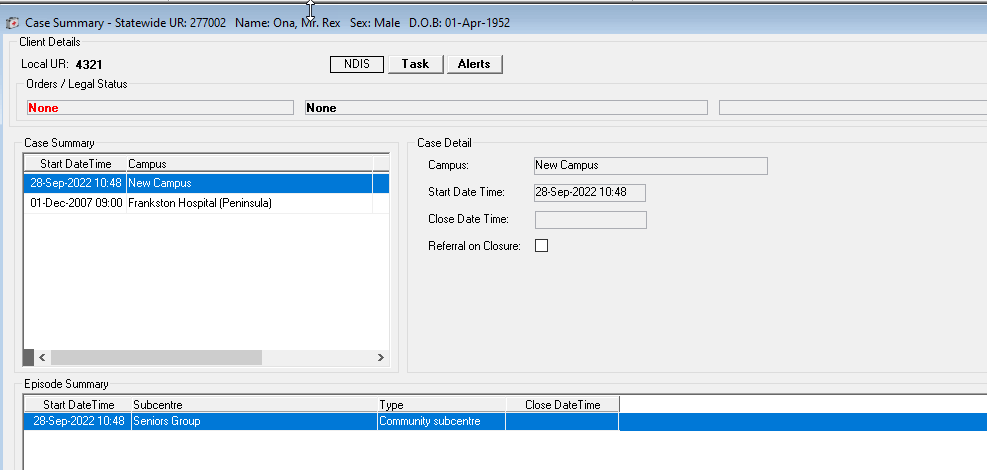 Case Summary - Statewide UR: 277002 Name: Ona, Mr. Rex Sex: Male D.O.B: 01-Apr-1952
Client Details
Local UR: 4321 NDIS Task Alerts
Orders / Legal Status
None None
Case Summary
Start DateTime Campus
28-Sep-2022 10:48 New Campus
01-Dec-2007 09:00 Frankston Hospital (Peninsula)
Case Detail
Campus: New Campus
Start Date Time: 28-Sep-2022 10:48
Close Date Time:
Referral on Closure:
Episode Summary
Start DateTime Subcentre Type Close DateTime
28-Sep-2022 10:48 Seniors Group Community subcentre